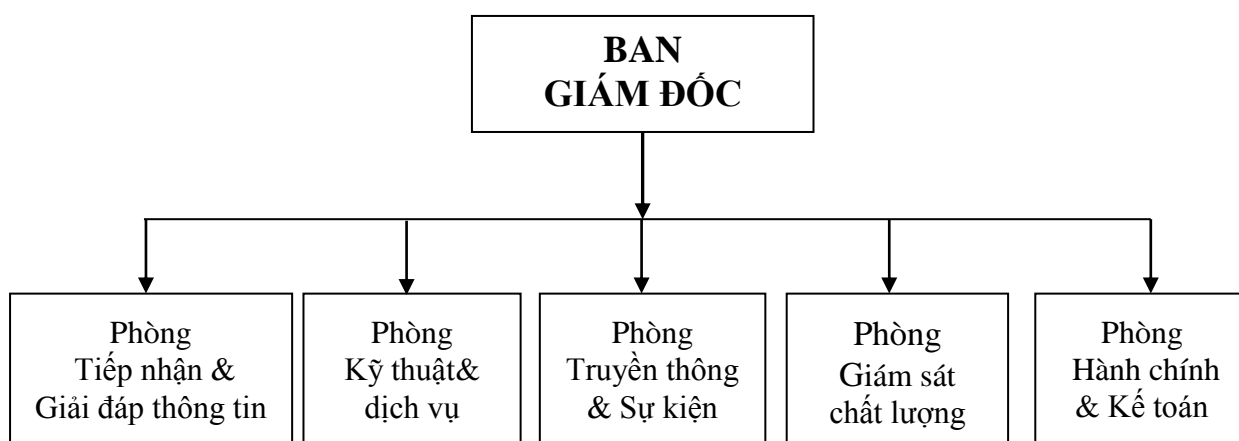 BAN
GIÁM ĐỐC
Phòng
Tiếp nhận &
Giải đáp thông tin
Phòng
Kỹ thuật&
dịch vụ
Phòng
Truyền thông
& Sự kiện
Phòng
Giám sát
chất lượng
Phòng
Hành chính
& Kế toán